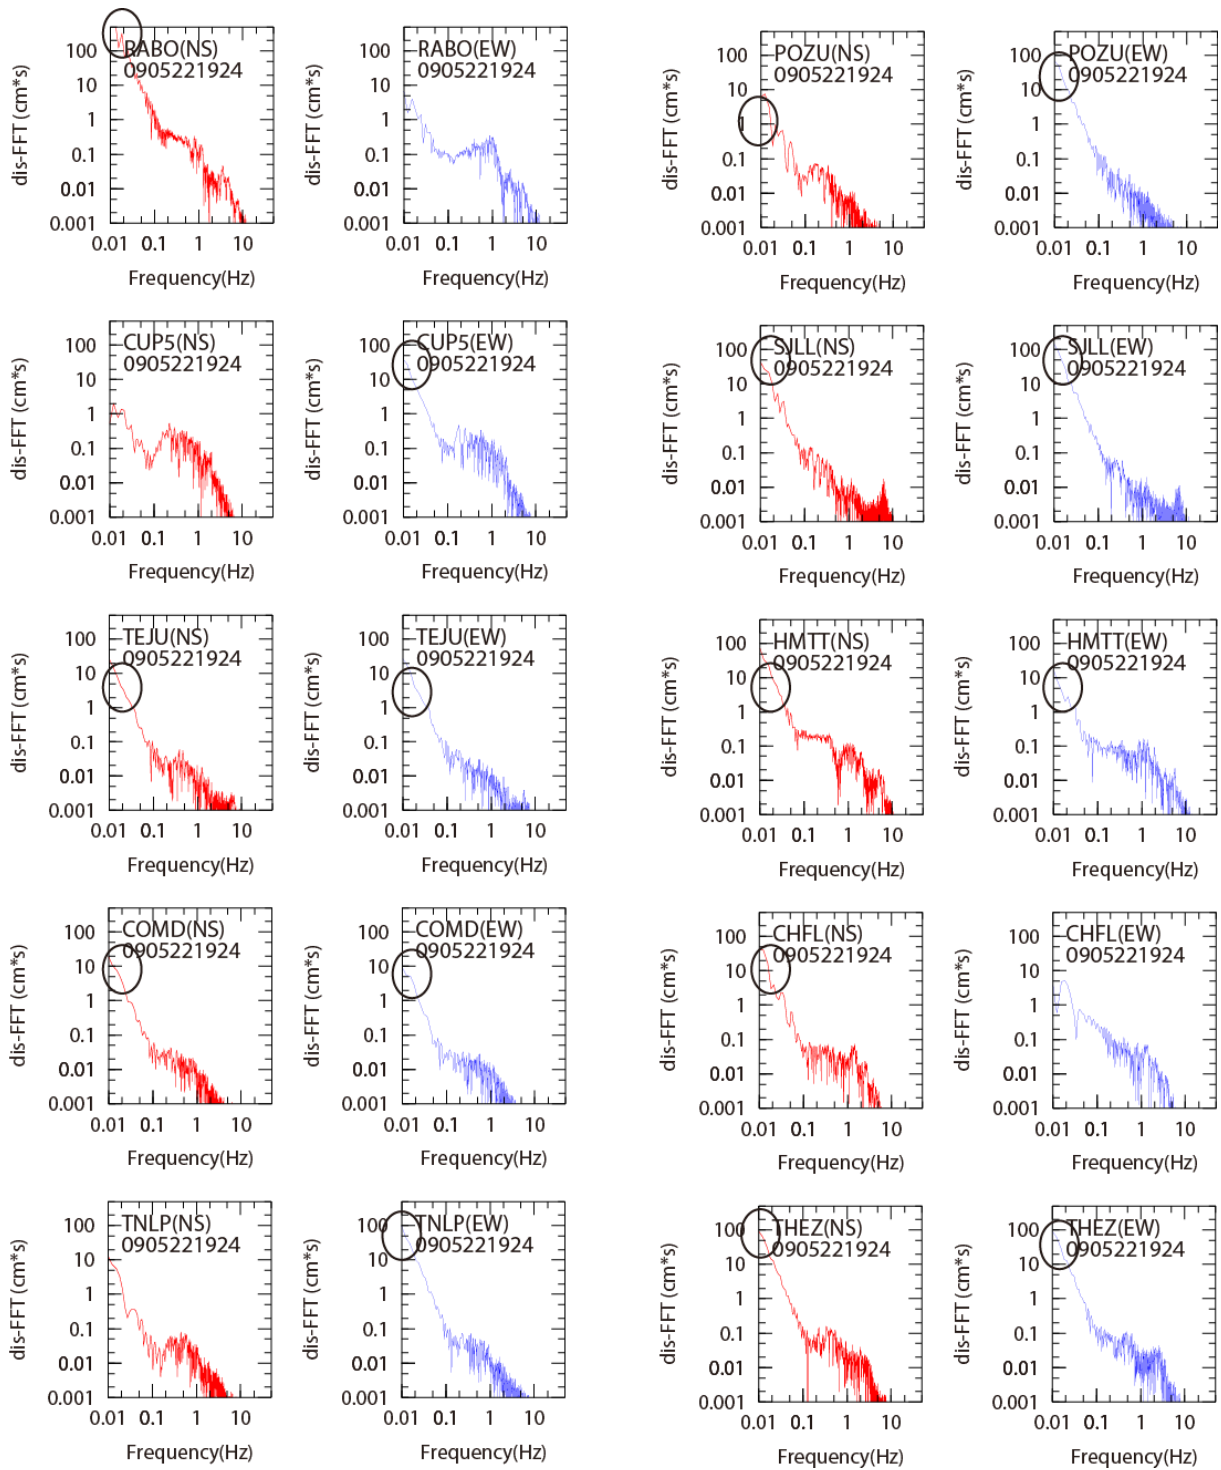 RABO(NS)
0905221924
dis-FFT (cm*s)
100
10
1
0.1
0.01
0.001
0.01 0.1 1 10
Frequency(Hz)
RABO(EW)
0905221924
dis-FFT (cm*s)
100
10
1
0.1
0.01
0.001
0.01 0.1 1 10
Frequency(Hz)
POZU(NS)
0905221924
dis-FFT (cm*s)
100
10
1
0.1
0.01
0.001
0.01 0.1 1 10
Frequency(Hz)
POZU(EW)
0905221924
dis-FFT (cm*s)
100
10
1
0.1
0.01
0.001
0.01 0.1 1 10
Frequency(Hz)
CUP5(NS)
0905221924
dis-FFT (cm*s)
100
10
1
0.1
0.01
0.001
0.01 0.1 1 10
Frequency(Hz)
CUP5(EW)
0905221924
dis-FFT (cm*s)
100
10
1
0.1
0.01
0.001
0.01 0.1 1 10
Frequency(Hz)
SJLL(NS)
0905221924
dis-FFT (cm*s)
100
10
1
0.1
0.01
0.001
0.01 0.1 1 10
Frequency(Hz)
SJLL(EW)
0905221924
dis-FFT (cm*s)
100
10
1
0.1
0.01
0.001
0.01 0.1 1 10
Frequency(Hz)
TEJU(NS)
0905221924
dis-FFT (cm*s)
100
10
1
0.1
0.01
0.001
0.01 0.1 1 10
Frequency(Hz)
TEJU(EW)
0905221924
dis-FFT (cm*s)
100
10
1
0.1
0.01
0.001
0.01 0.1 1 10
Frequency(Hz)
HMTT(NS)
0905221924
dis-FFT (cm*s)
100
10
1
0.1
0.01
0.001
0.01 0.1 1 10
Frequency(Hz)
HMTT(EW)
0905221924
dis-FFT (cm*s)
100
10
1
0.1
0.01
0.001
0.01 0.1 1 10
Frequency(Hz)
COMD(NS)
0905221924
dis-FFT (cm*s)
100
10
1
0.1
0.01
0.001
0.01 0.1 1 10
Frequency(Hz)
COMD(EW)
0905221924
dis-FFT (cm*s)
100
10
1
0.1
0.01
0.001
0.01 0.1 1 10
Frequency(Hz)
CHFL(NS)
0905221924
dis-FFT (cm*s)
100
10
1
0.1
0.01
0.001
0.01 0.1 1 10
Frequency(Hz)
CHFL(EW)
0905221924
dis-FFT (cm*s)
100
10
1
0.1
0.01
0.001
0.01 0.1 1 10
Frequency(Hz)
TNLP(NS)
0905221924
dis-FFT (cm*s)
100
10
1
0.1
0.01
0.001
0.01 0.1 1 10
Frequency(Hz)
TNLP(EW)
0905221924
dis-FFT (cm*s)
100
10
1
0.1
0.01
0.001
0.01 0.1 1 10
Frequency(Hz)
THEZ(NS)
0905221924
dis-FFT (cm*s)
100
10
1
0.1
0.01
0.001
0.01 0.1 1 10
Frequency(Hz)
THEZ(EW)
0905221924
dis-FFT (cm*s)
100
10
1
0.1
0.01
0.001
0.01 0.1 1 10
Frequency(Hz)